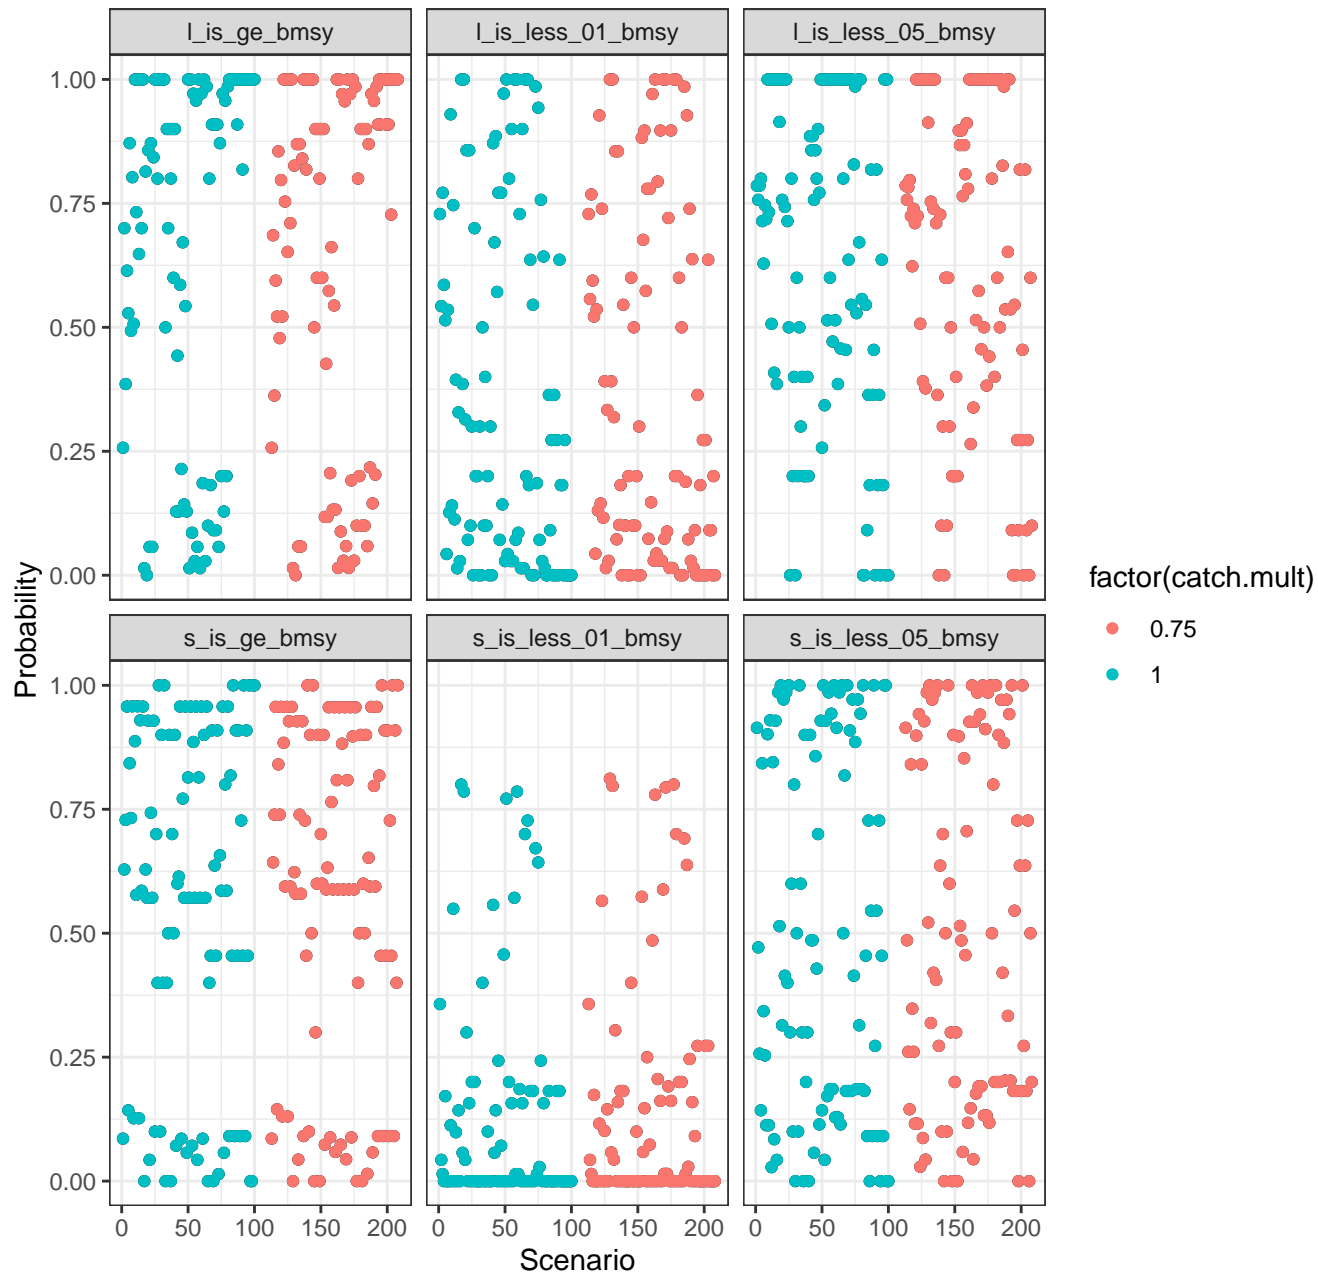 l_is_ge_bmsy
l_is_less_01_bmsy
l_is_less_05_bmsy
1.00
0.75
0.50
0.25
0.00
Probability
s_is_ge_bmsy
s_is_less_01_bmsy
s_is_less_05_bmsy
1.00
0.75
0.50
0.25
0.00
0 50 100 150 200
0 50 100 150 200
0 50 100 150 200
Scenario
factor(catch.mult)
0.75
1